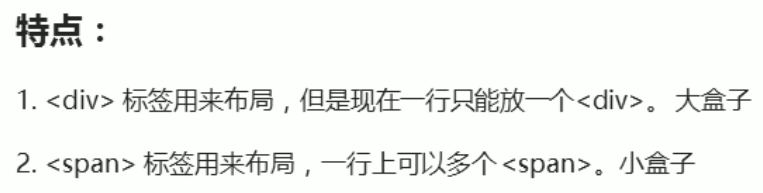 特点：
1. <div> 标签用来布局，但是现在一行只能放一个<div>。 大盒子
2. <span> 标签用来布局，一行上可以多个 <span>。小盒子